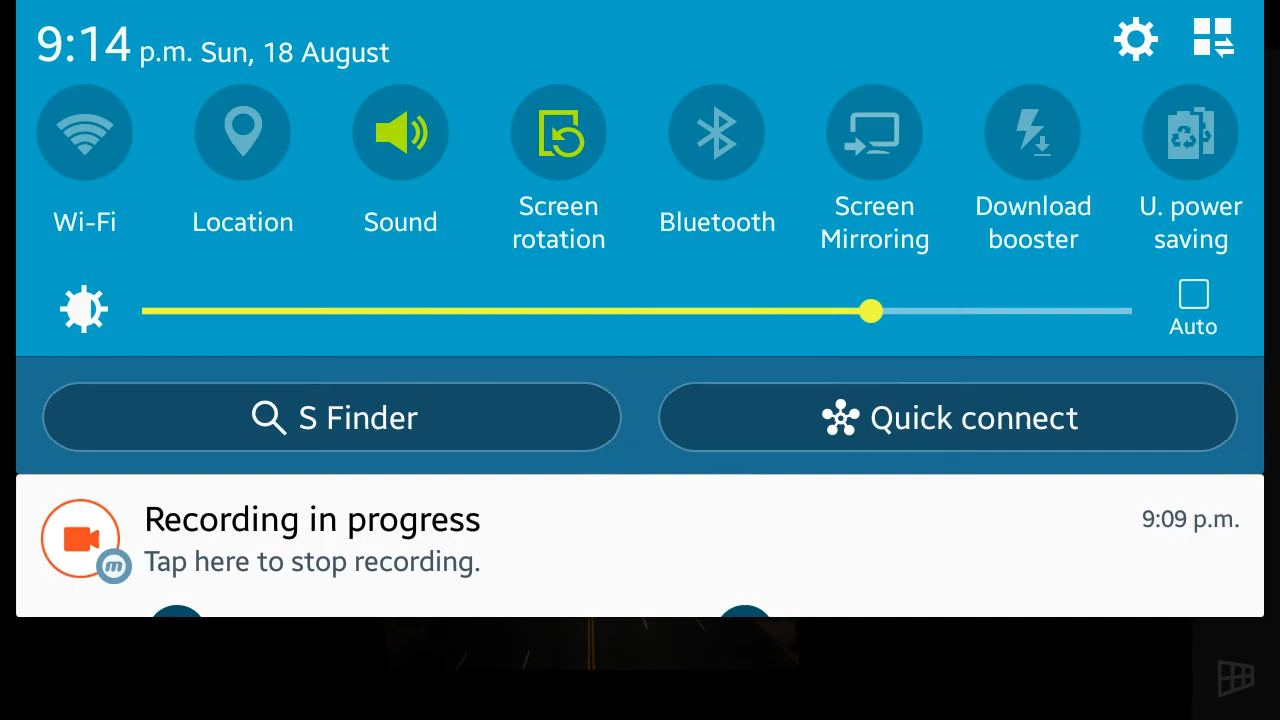 9:14 p.m. Sun, 18 August
Wi-Fi
Location
Sound
Screen
rotation
Bluetooth
Screen
Mirroring
Download
booster
U. power
saving
Auto
S Finder
Quick connect
Recording in progress
9:09 p.m.
m
Tap here to stop recording.